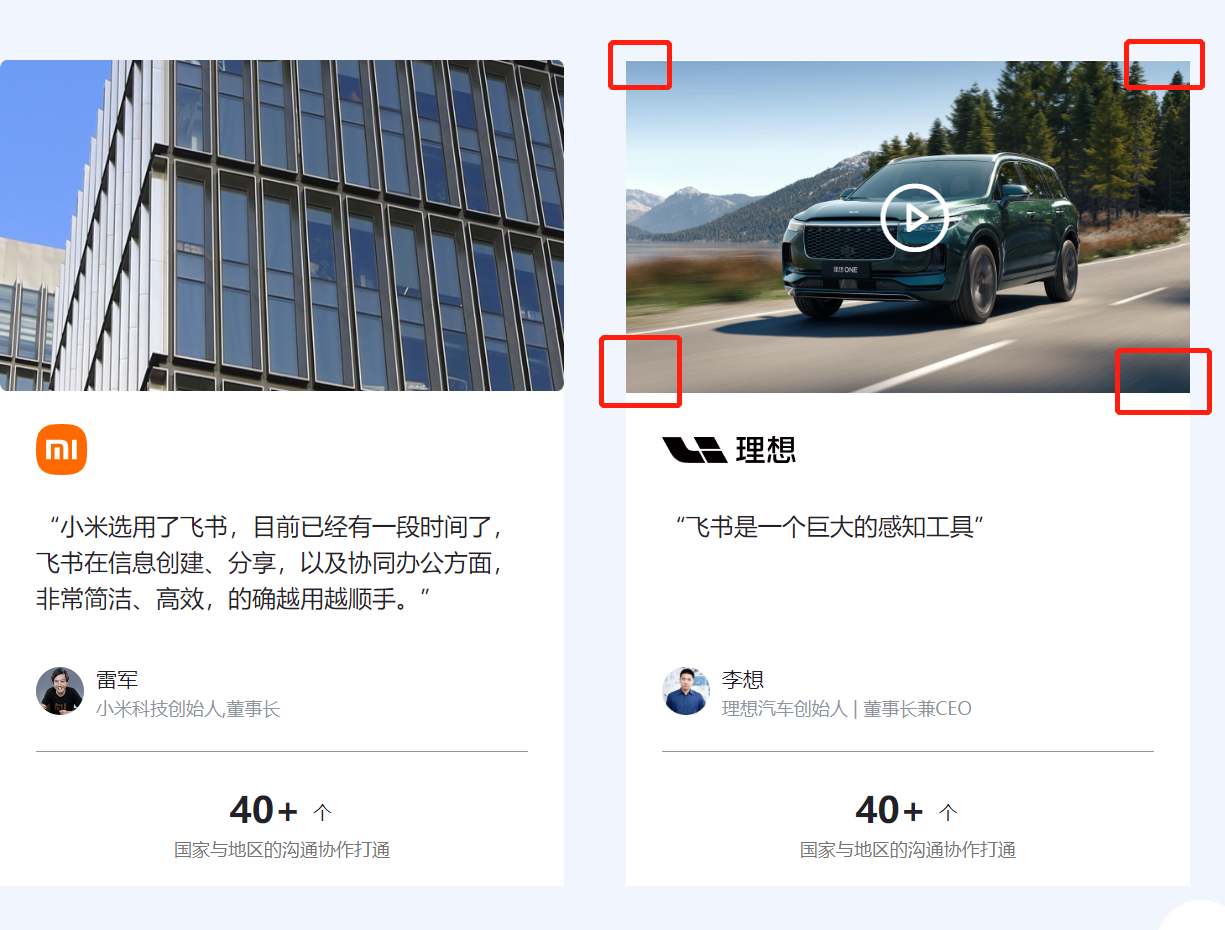 理想 ONE
理想
“小米选用了飞书，目前已经有一段时间了，
飞书在信息创建、分享，以及协同办公方面，
非常简洁、高效，的确越用越顺手。”
“飞书是一个巨大的感知工具”
雷军
小米科技创始人,董事长
李想
理想汽车创始人 | 董事长兼CEO
40+ 个
国家与地区的沟通协作打通
40+ 个
国家与地区的沟通协作打通